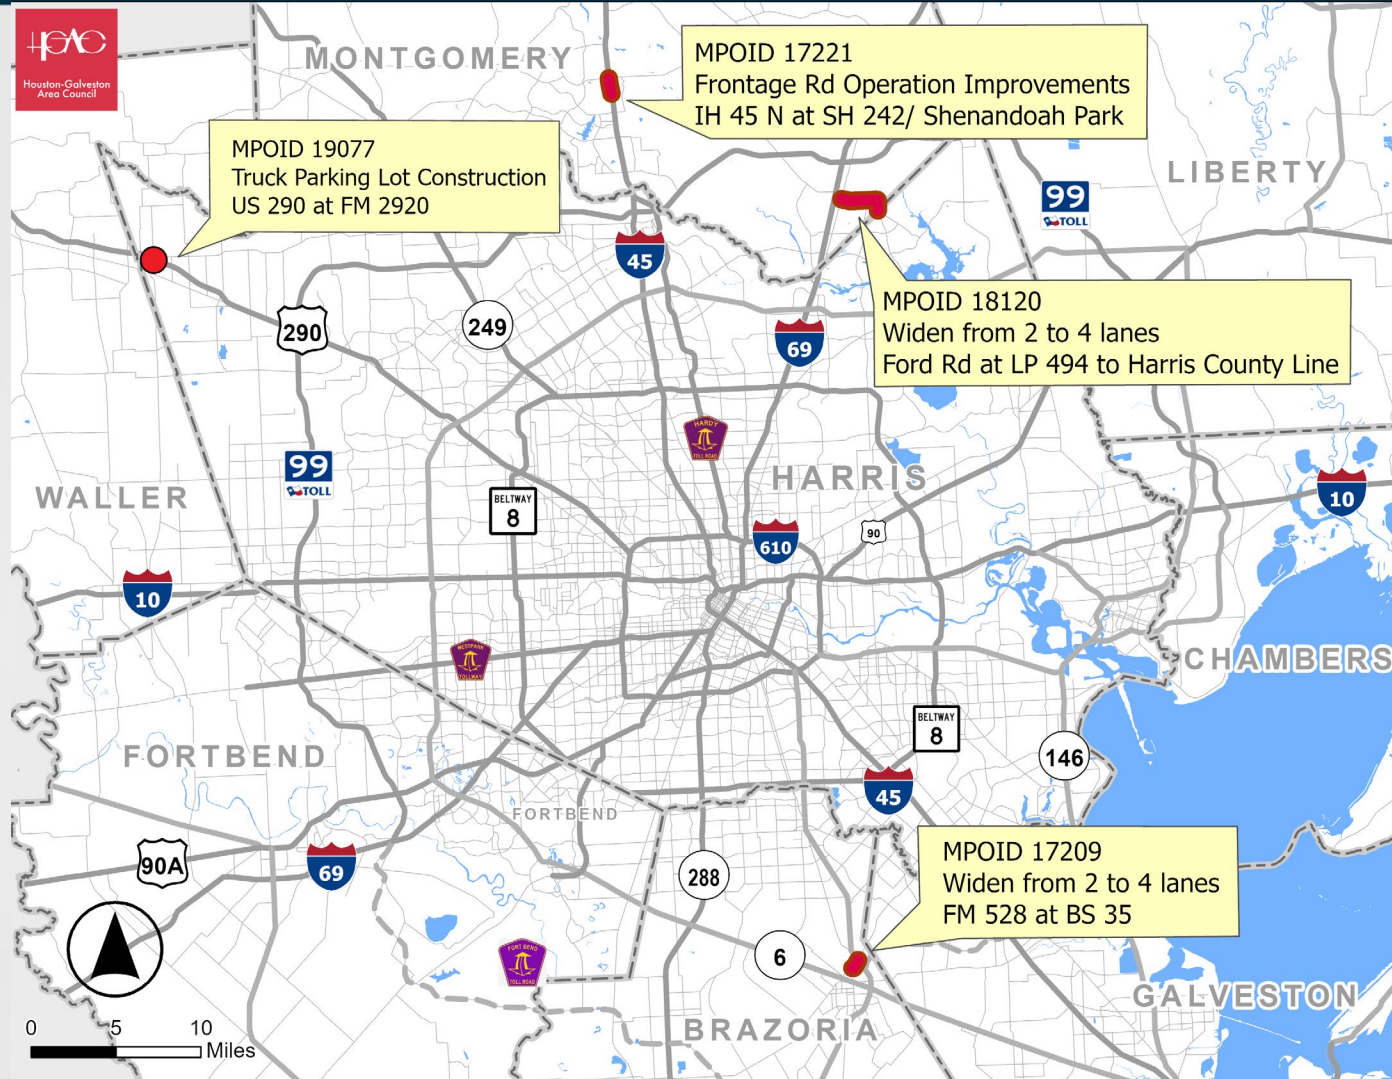 HGAC
Houston-Galveston
Area Council
MONTGOMERY
MPOID 17221
Frontage Rd Operation Improvements
IH 45 N at SH 242/ Shenandoah Park
MPOID 19077
Truck Parking Lot Construction
US 290 at FM 2920
LIBERTY
99
TOLL
45
MPOID 18120
Widen from 2 to 4 lanes
Ford Rd at LP 494 to Harris County Line
290
249
69
HARDY
TOLL ROAD
99
TOLL
HARRIS
WALLER
BELTWAY
8
10
610
90
10
WESTPARK
TOLLWAY
CHAMBERS
BELTWAY
8
FORTBEND
146
45
FORTBEND
MPOID 17209
Widen from 2 to 4 lanes
FM 528 at BS 35
90A
69
288
6
FORT BEND
TOLL ROAD
GALVESTON
BRAZORIA
0 5 10
Miles